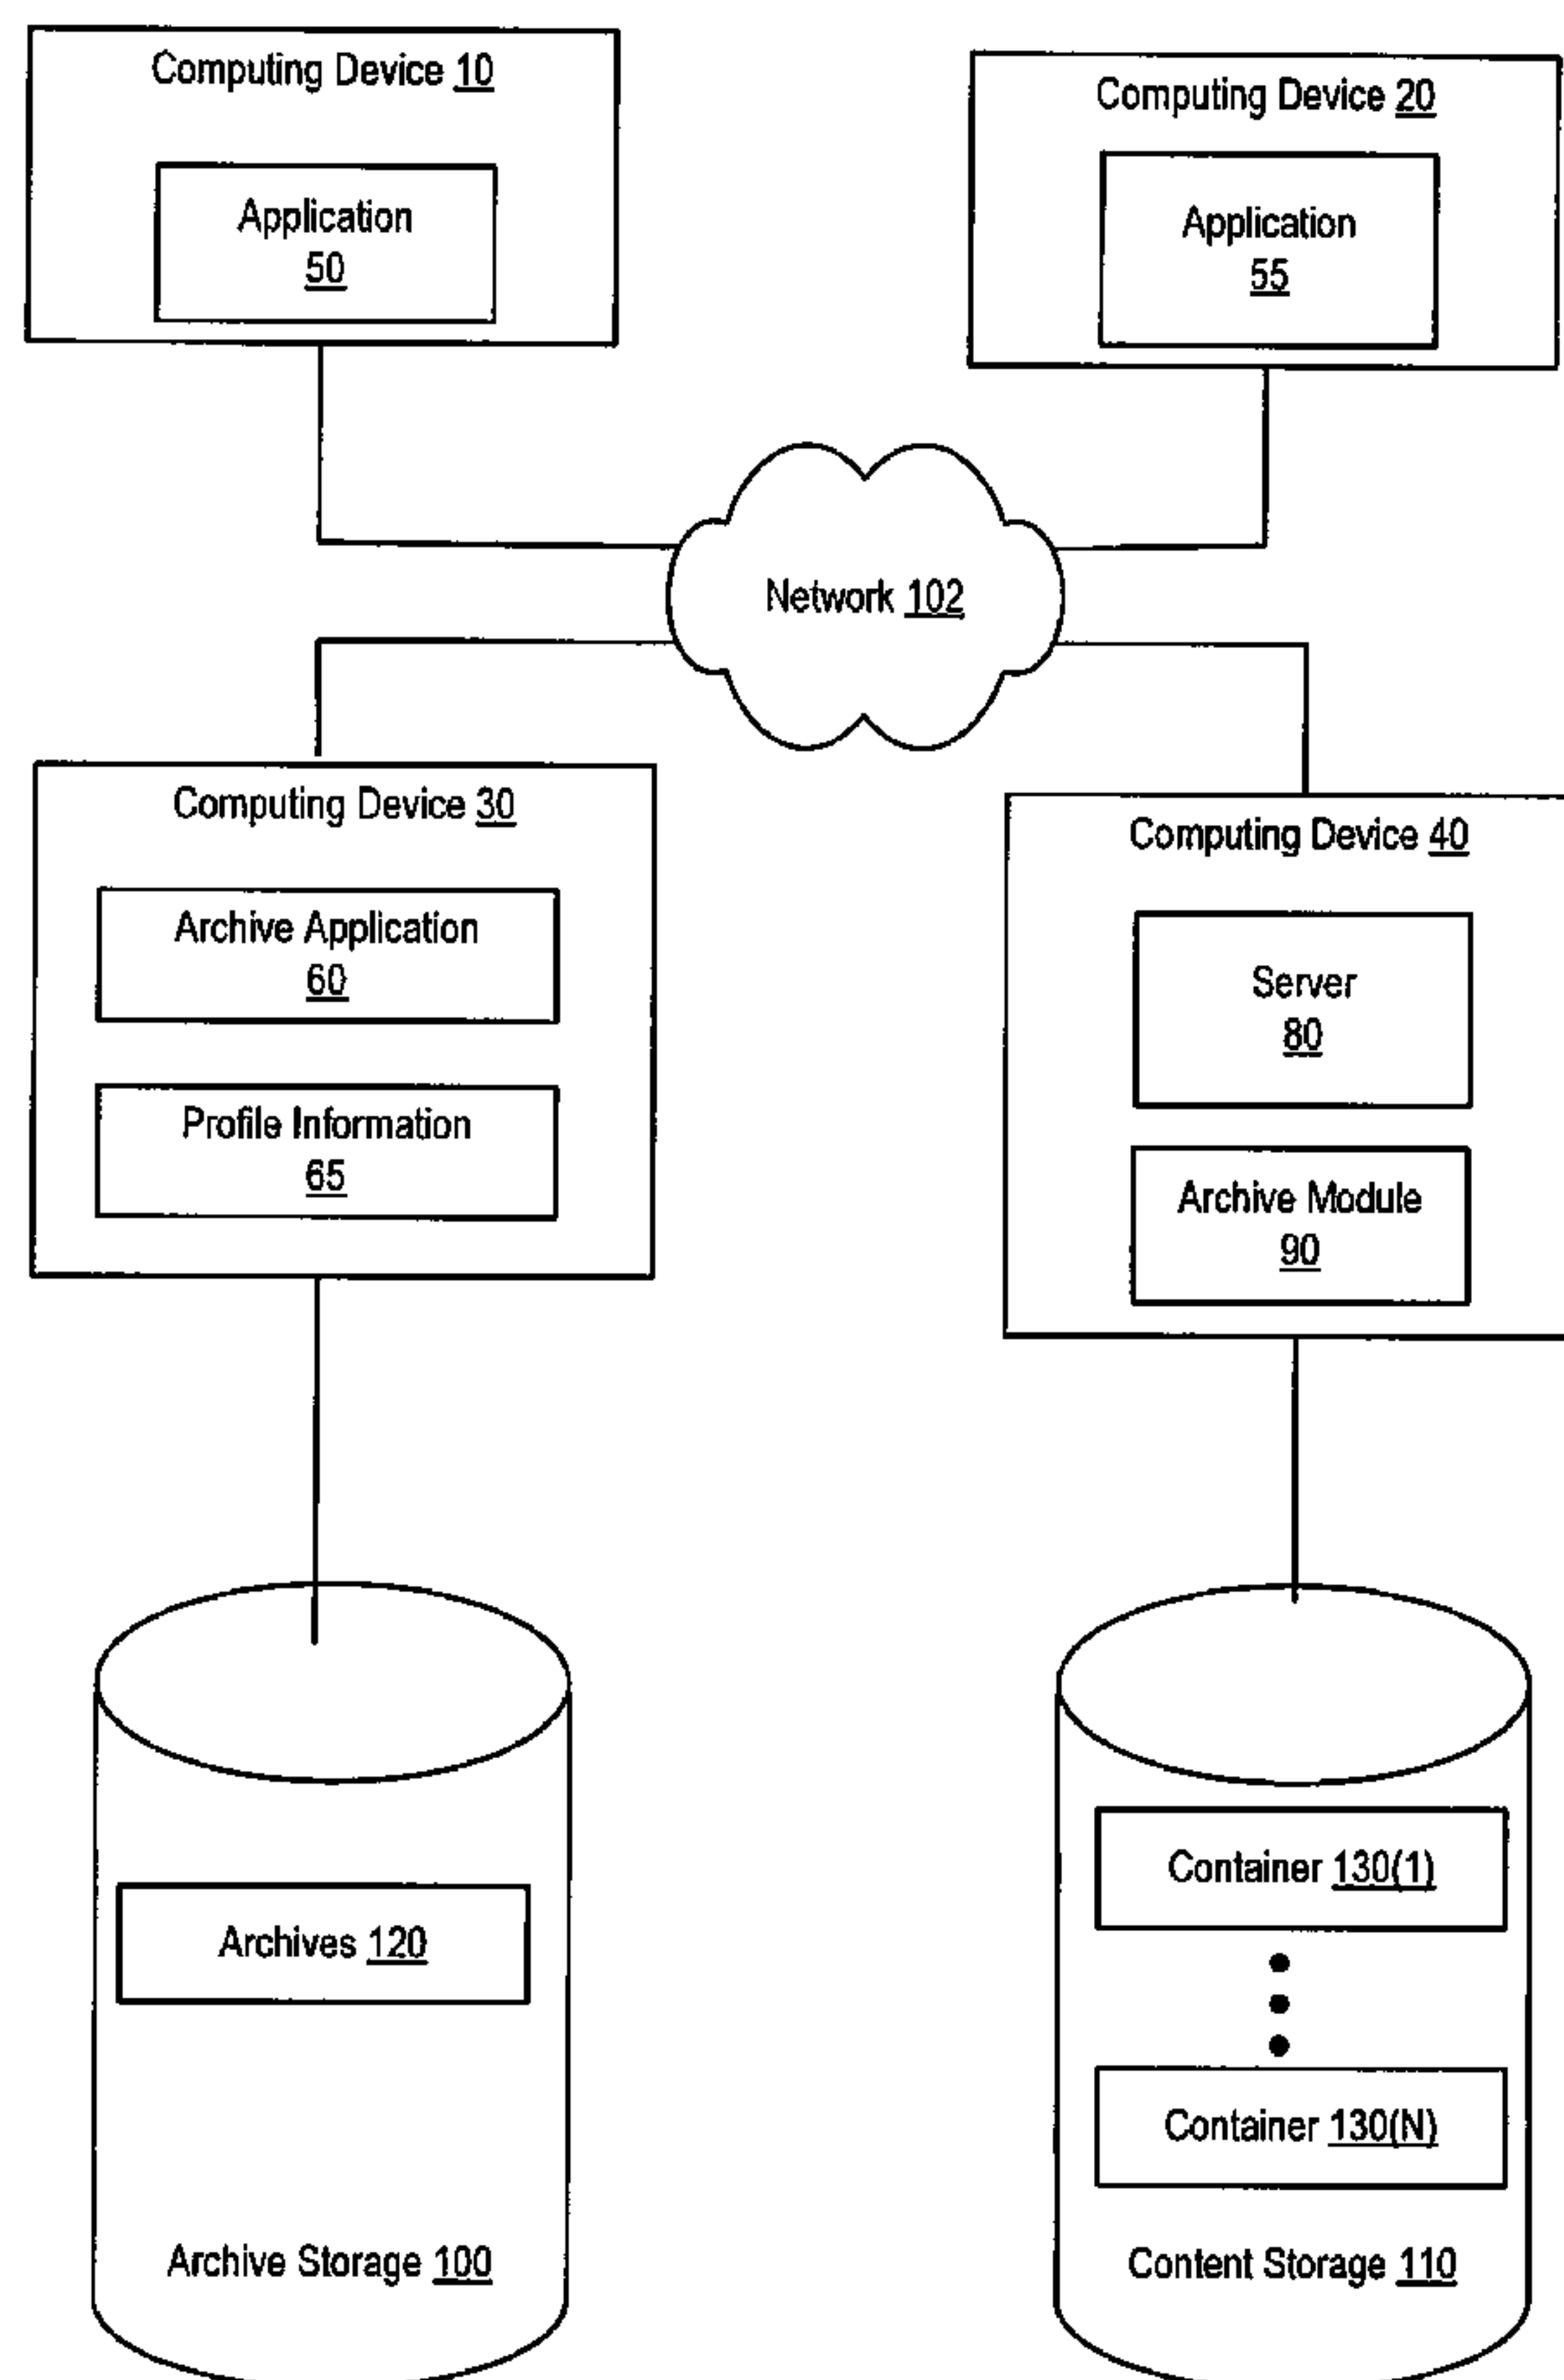 Computing Device 10
Application
50
Computing Device 20
Application
55
Network 102
Computing Device 30
Archive Application
60
Profile Information
65
Computing Device 40
Server
80
Archive Module
90
Archives 120
Archive Storage 100
Container 130(1)
Container 130(N)
Content Storage 110